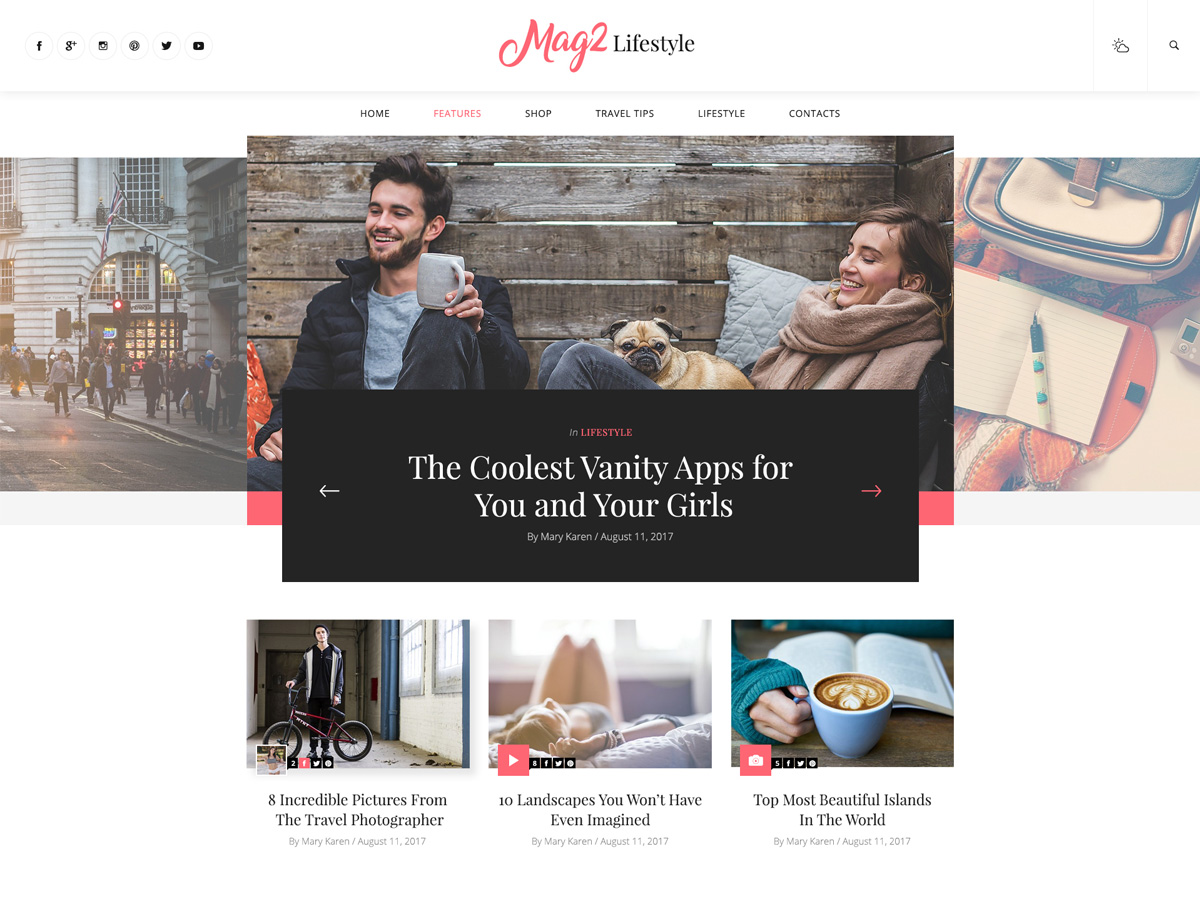 Mag2 Lifestyle
HOME FEATURES SHOP TRAVEL TIPS LIFESTYLE CONTACTS
In LIFESTYLE
The Coolest Vanity Apps for
You and Your Girls
By Mary Karen / August 11, 2017
2
8
5
8 Incredible Pictures From
The Travel Photographer
By Mary Karen / August 11, 2017
10 Landscapes You Won't Have
Even Imagined
By Mary Karen / August 11, 2017
Top Most Beautiful Islands
In The World
By Mary Karen / August 11, 2017